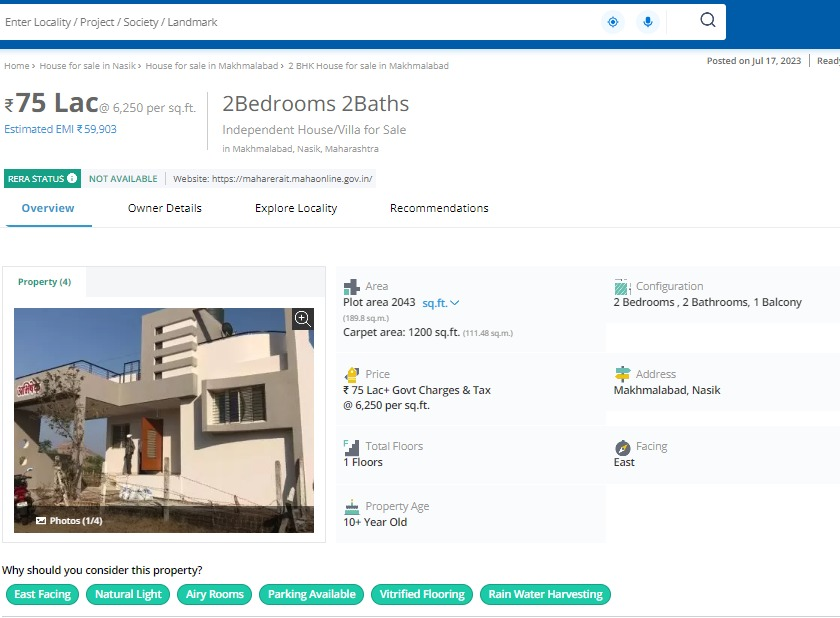 Enter Locality / Project / Society / Landmark
Home › House for sale in Nasik › House for sale in Makhmalabad › 2 BHK House for sale in Makhmalabad
Posted on Jul 17, 2023 | Ready
₹75 Lac @ 6,250 per sq.ft.
Estimated EMI ₹59,903
2Bedrooms 2Baths
Independent House/Villa for Sale
in Makhmalabad, Nasik, Maharashtra
RERA STATUS i NOT AVAILABLE | Website: https://maharerait.mahaonline.gov.in/
Overview Owner Details Explore Locality Recommendations
Property (4)
अभिषेक
Photos (1/4)
Area
Plot area 2043 sq.ft.
(189.8 sq.m.)
Carpet area: 1200 sq.ft. (111.48 sq.m.)
Configuration
2 Bedrooms , 2 Bathrooms, 1 Balcony
Price
₹ 75 Lac+ Govt Charges & Tax
@ 6,250 per sq.ft.
Address
Makhmalabad, Nasik
F
Total Floors
1 Floors
Facing
East
Property Age
10+ Year Old
Why should you consider this property?
East Facing Natural Light Airy Rooms Parking Available Vitrified Flooring Rain Water Harvesting